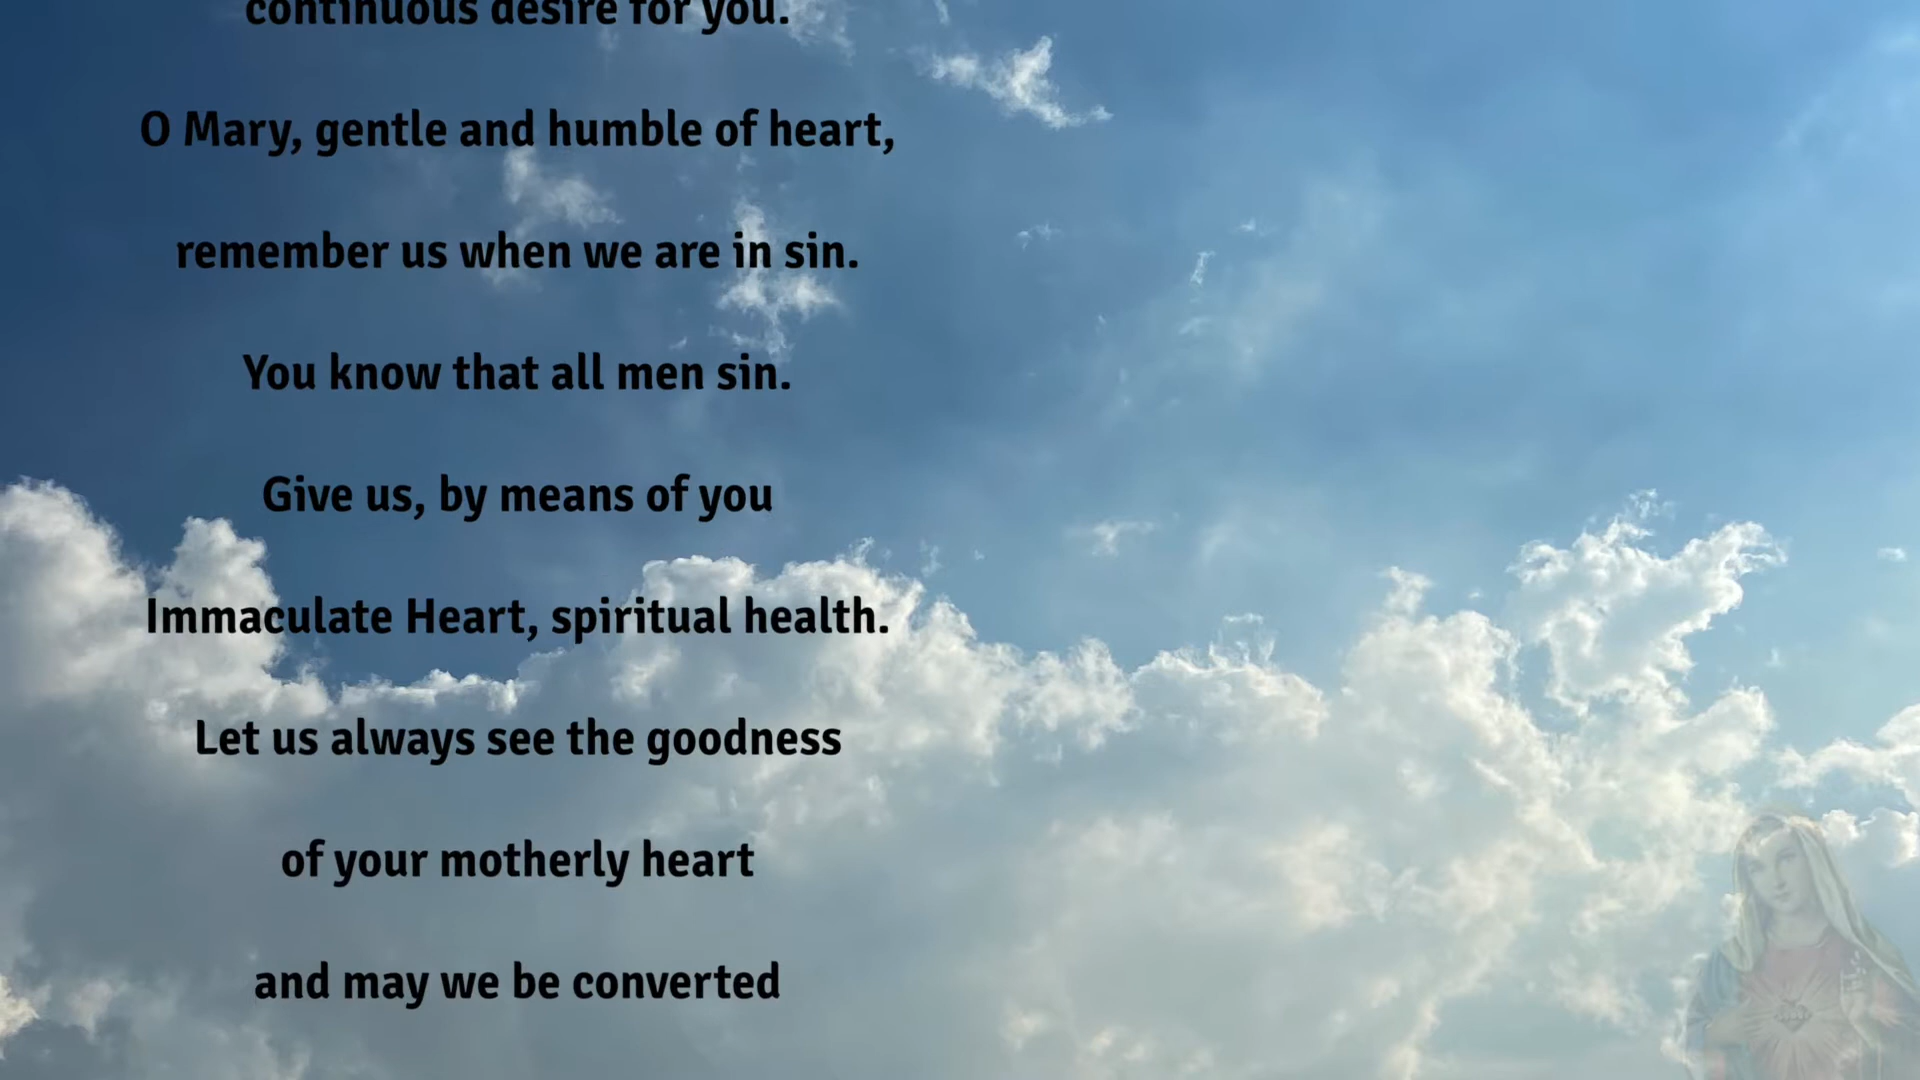 continuous desire for you.
O Mary, gentle and humble of heart,
remember us when we are in sin.
You know that all men sin.
Give us, by means of you
Immaculate Heart, spiritual health.
Let us always see the goodness
of your motherly heart
and may we be converted